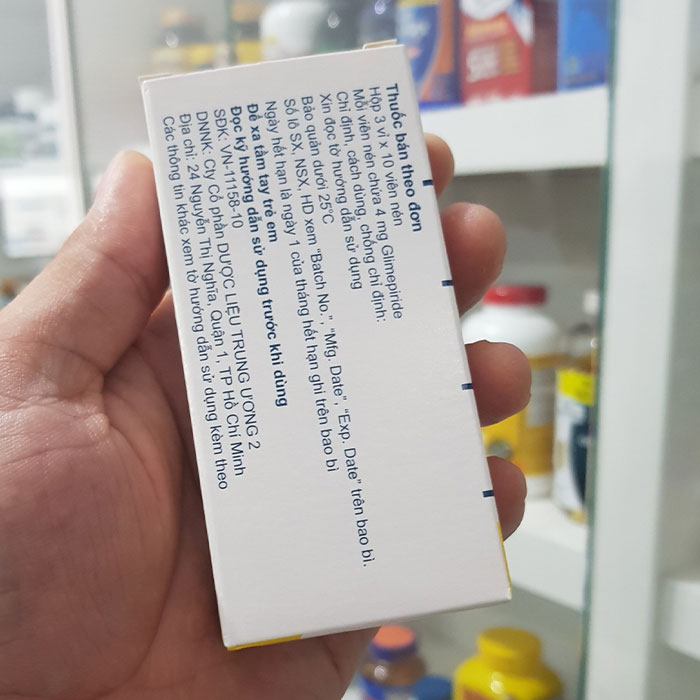 Thuốc bán theo đơn
Hộp 3 vỉ x 10 viên nén
Mỗi viên nén chứa 4 mg Glimepiride
Chỉ định, cách dùng, chống chỉ định:
Xin đọc tờ hướng dẫn sử dụng
Bảo quản dưới 25°C
Số lô SX, NSX, HD xem "Batch No.", "Mfg. Date", "Exp. Date" trên bao bì.
Ngày hết hạn là ngày 1 của tháng hết hạn ghi trên bao bì
Để xa tầm tay trẻ em
Đọc kỹ hướng dẫn sử dụng trước khi dùng
SĐK: VN-11158-10
DNNK: Cty Cổ phần DƯỢC LIỆU TRUNG ƯƠNG 2
Địa chỉ: 24 Nguyễn Thị Nghĩa, Quận 1, TP Hồ Chí Minh
Các thông tin khác xem tờ hướng dẫn sử dụng kèm theo